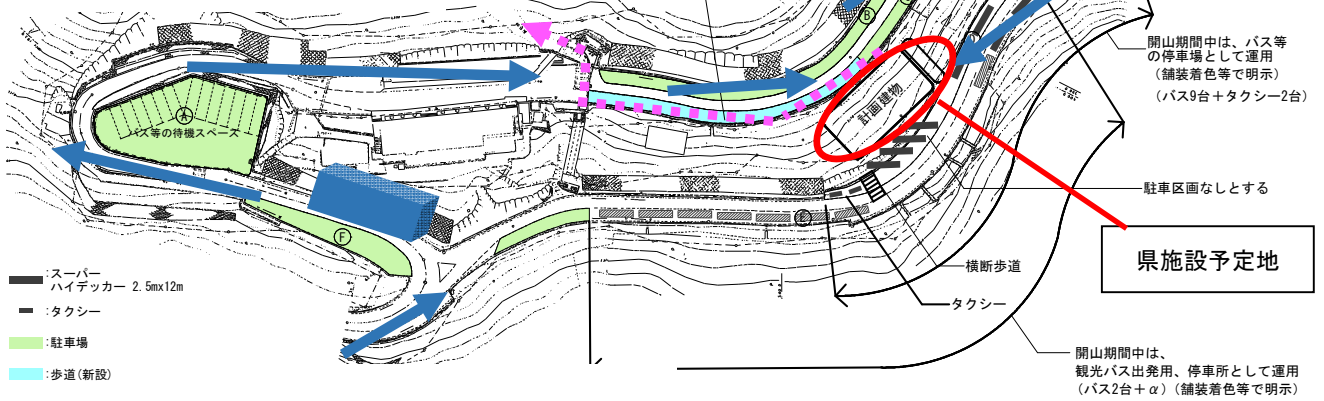 開山期間中は、バス等
の停車場として運用
(舗装着色等で明示)
(バス9台+タクシー2台)
B
計画建物
A
バス等の待機スペース
駐車区画なしとする
県施設予定地
E
F
横断歩道
タクシー
:スーパー
ハイデッカー 2.5mx12m
:タクシー
:駐車場
:歩道(新設)
開山期間中は、
観光バス出発用、停車所として運用
(バス2台+α)(舗装着色等で明示)